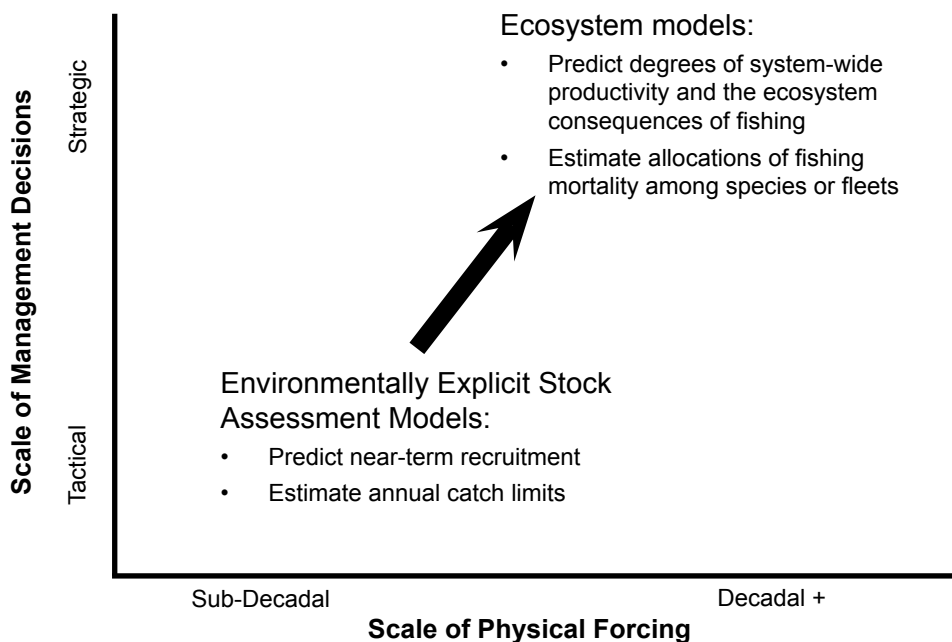 Ecosystem models:
• Predict degrees of system-wide
productivity and the ecosystem
consequences of fishing
• Estimate allocations of fishing
mortality among species or fleets
Strategic
Scale of Management Decisions
Environmentally Explicit Stock
Assessment Models:
• Predict near-term recruitment
• Estimate annual catch limits
Tactical
Sub-Decadal
Decadal +
Scale of Physical Forcing